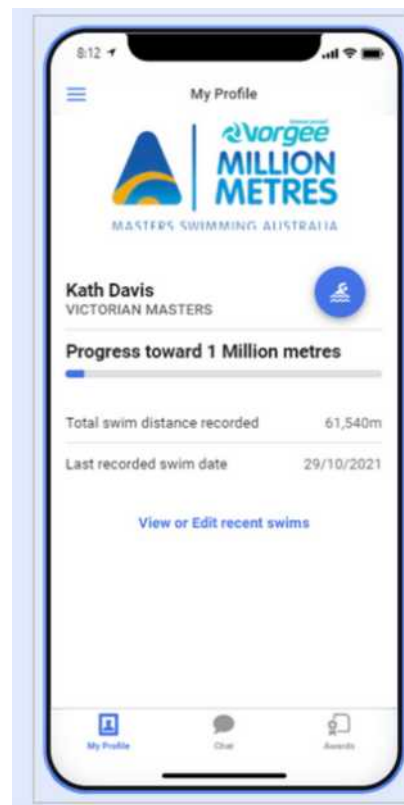 8:12
My Profile
vorgee
MILLION
METRES
MASTERS SWIMMING AUSTRALIA
Kath Davis
VICTORIAN MASTERS
Progress toward 1 Million metres
Total swim distance recorded 61,540m
Last recorded swim date 29/10/2021
View or Edit recent swims
My Profile Chat Awards